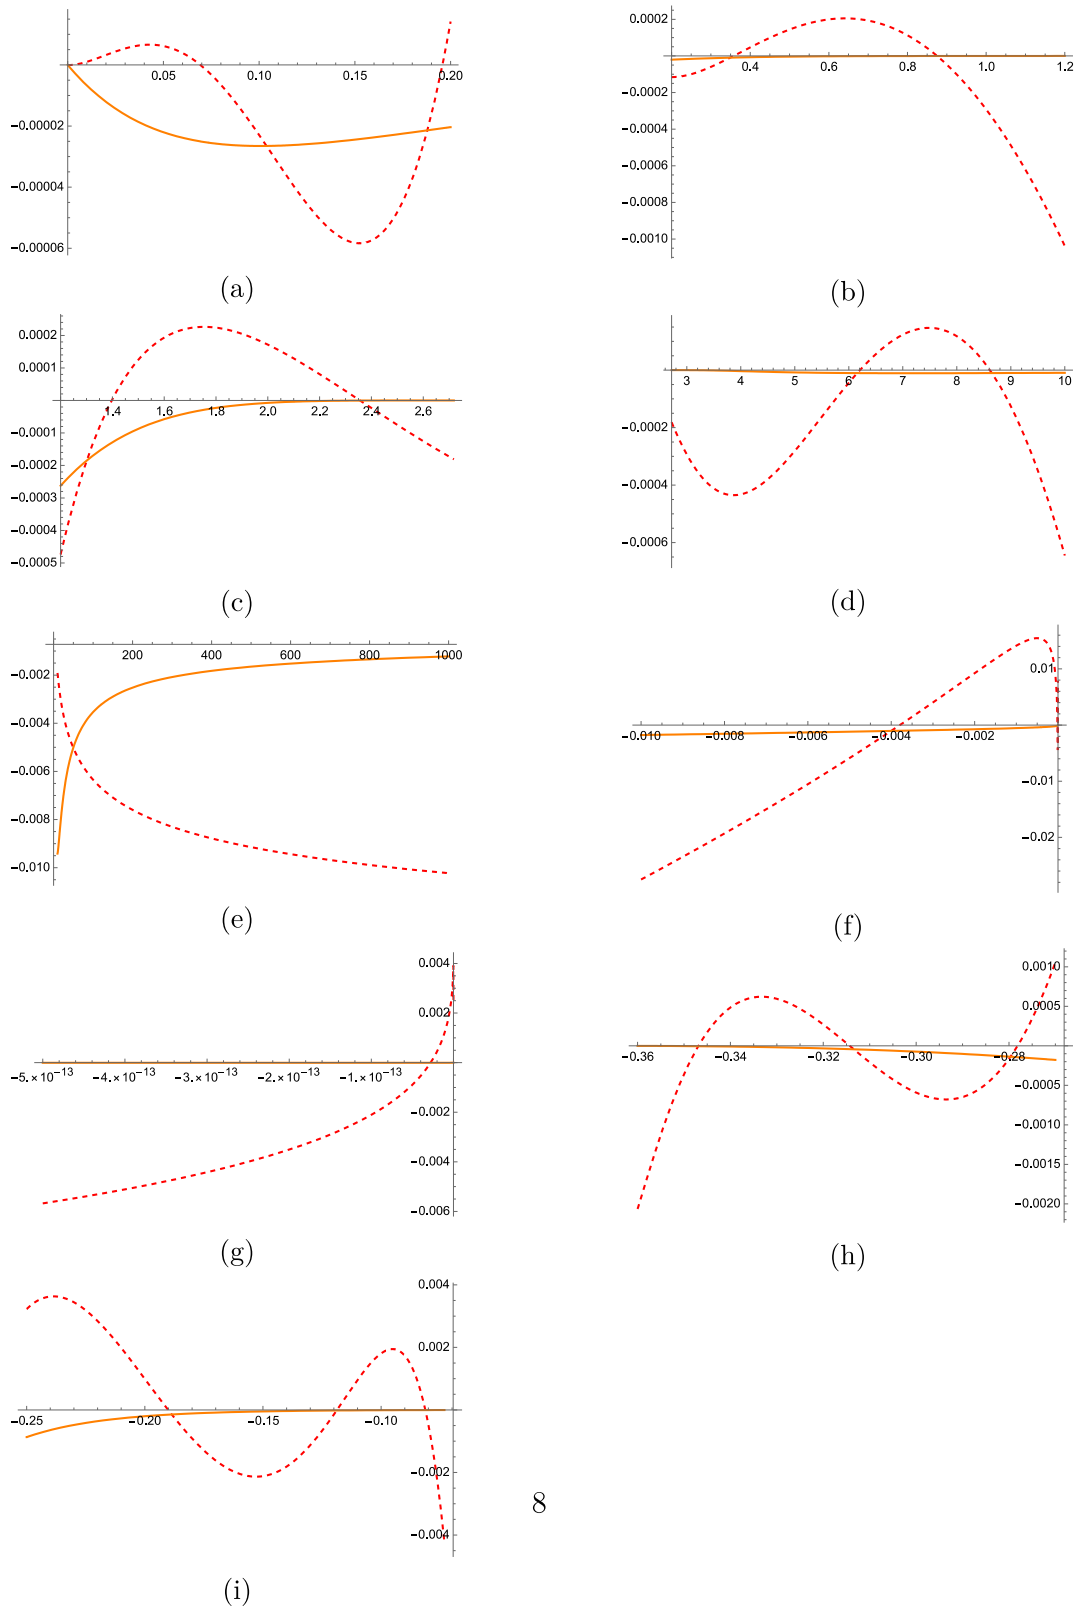 0.05 0.10 0.15 0.20
−0.00002
−0.00004
−0.00006
(a)
0.0002
0.4 0.6 0.8 1.0 1.2
−0.0002
−0.0004
−0.0006
−0.0008
−0.0010
(b)
0.0002
0.0001
1.4 1.6 1.8 2.0 2.2 2.4 2.6
−0.0001
−0.0002
−0.0003
−0.0004
−0.0005
(c)
3 4 5 6 7 8 9 10
−0.0002
−0.0004
−0.0006
(d)
200 400 600 800 1000
−0.002
−0.004
−0.006
−0.008
−0.010
(e)
0.01
−0.010 −0.008 −0.006 −0.004 −0.002
−0.01
−0.02
(f)
0.004
0.002
−5.×10⁻¹³ −4.×10⁻¹³ −3.×10⁻¹³ −2.×10⁻¹³ −1.×10⁻¹³
−0.002
−0.004
−0.006
(g)
0.0010
0.0005
−0.36 −0.34 −0.32 −0.30 −0.28
−0.0005
−0.0010
−0.0015
−0.0020
(h)
0.004
0.002
−0.25 −0.20 −0.15 −0.10
−0.002
−0.004
(i)
8